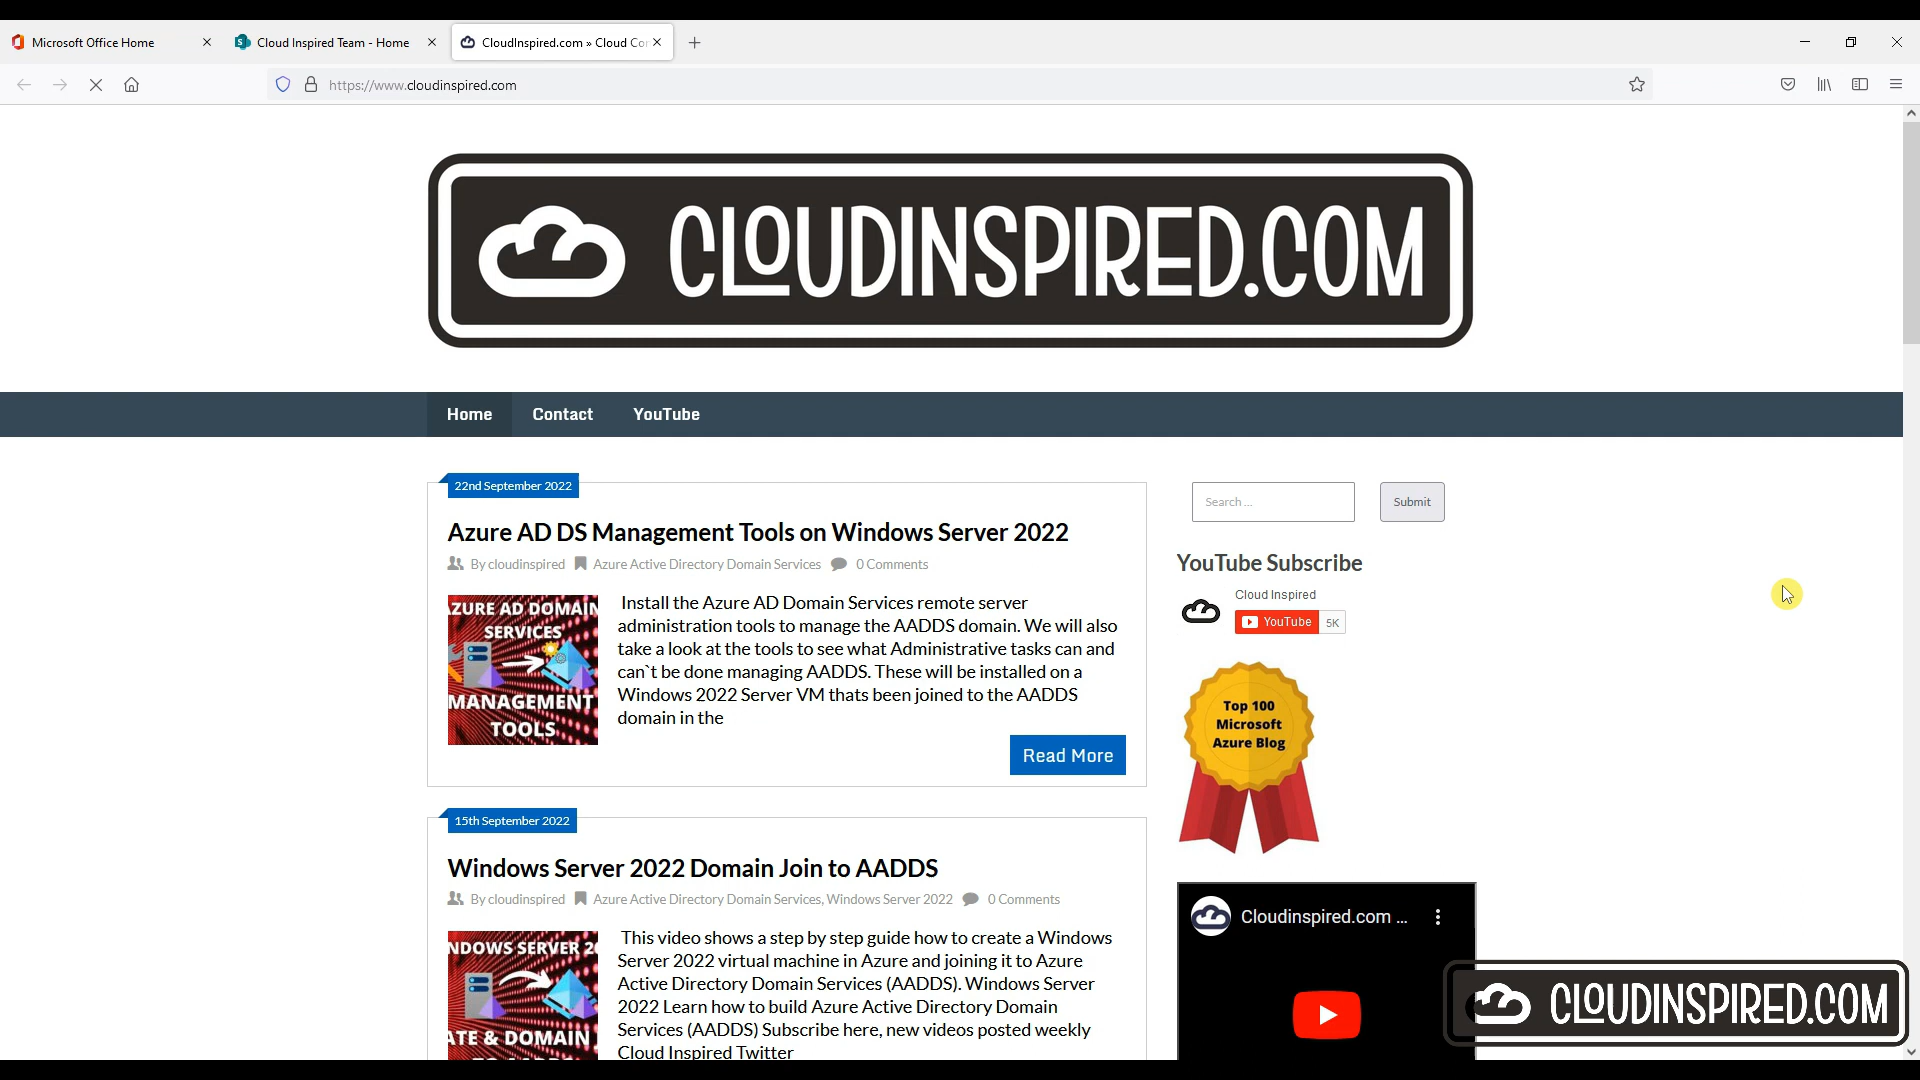 Microsoft Office Home
Cloud Inspired Team - Home
CloudInspired.com » Cloud Co
https://www.cloudinspired.com
CLOUDINSPIRED.COM
Home
Contact
YouTube
22nd September 2022
Azure AD DS Management Tools on Windows Server 2022
By cloudinspired Azure Active Directory Domain Services 0 Comments
AZURE AD DOMAIN
SERVICES
MANAGEMENT
TOOLS
Install the Azure AD Domain Services remote server
administration tools to manage the AADDS domain. We will also
take a look at the tools to see what Administrative tasks can and
can`t be done managing AADDS. These will be installed on a
Windows 2022 Server VM thats been joined to the AADDS
domain in the
Read More
15th September 2022
Windows Server 2022 Domain Join to AADDS
By cloudinspired Azure Active Directory Domain Services, Windows Server 2022 0 Comments
NDOWS SERVER 20
ATE & DOMAIN
This video shows a step by step guide how to create a Windows
Server 2022 virtual machine in Azure and joining it to Azure
Active Directory Domain Services (AADDS). Windows Server
2022 Learn how to build Azure Active Directory Domain
Services (AADDS) Subscribe here, new videos posted weekly
Cloud Inspired Twitter
Search ...
Submit
YouTube Subscribe
Cloud Inspired
YouTube 5K
Top 100
Microsoft
Azure Blog
Cloudinspired.com ...
CLOUDINSPIRED.COM